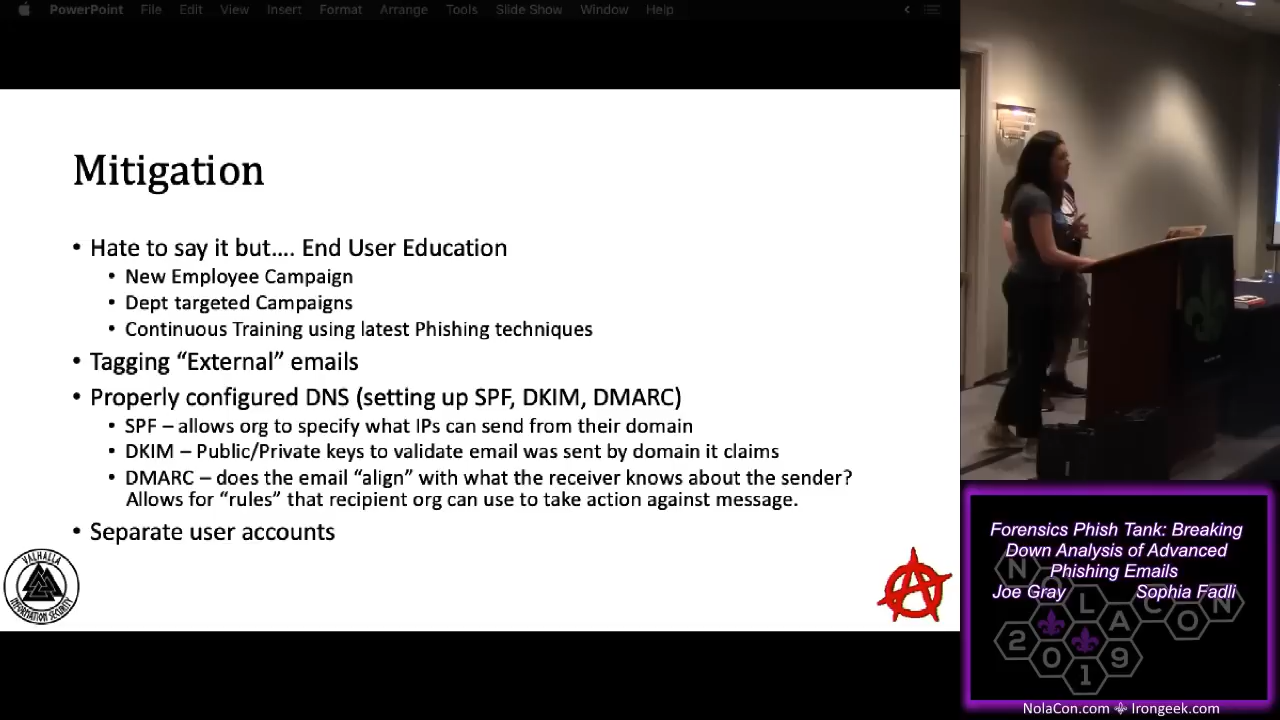 PowerPoint File Edit View Insert Format Arrange Tools Slide Show Window Help
Mitigation
• Hate to say it but.... End User Education
• New Employee Campaign
• Dept targeted Campaigns
• Continuous Training using latest Phishing techniques
• Tagging “External” emails
• Properly configured DNS (setting up SPF, DKIM, DMARC)
• SPF – allows org to specify what IPs can send from their domain
• DKIM – Public/Private keys to validate email was sent by domain it claims
• DMARC – does the email “align” with what the receiver knows about the sender?
Allows for “rules” that recipient org can use to take action against message.
• Separate user accounts
VALHALLA
INFORMATION SECURITY
Forensics Phish Tank: Breaking
Down Analysis of Advanced
Phishing Emails
Joe Gray Sophia Fadli
NOLACON
2019
NolaCon.com Irongeek.com